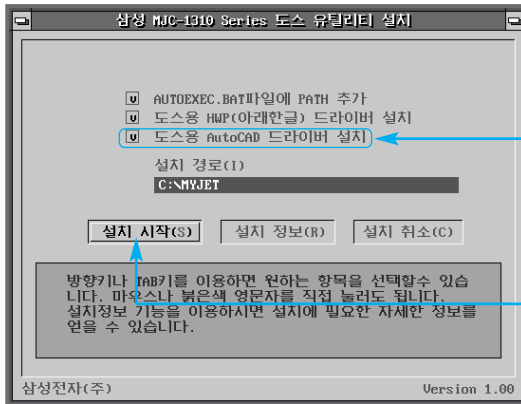 삼성 MJC-1310 Series 도스 유틸리티 설치
v AUTOEXEC.BAT파일에 PATH 추가
v 도스용 HWP(아래한글) 드라이버 설치
v 도스용 AutoCAD 드라이버 설치
설치 경로(I)
C:\MYJET
설치 시작(S) 설치 정보(R) 설치 취소(C)
방향키나 TAB키를 이용하면 원하는 항목을 선택할수 있습
니다. 마우스나 붉은색 영문자를 직접 눌러도 됩니다.
설치정보 기능을 이용하시면 설치에 필요한 자세한 정보를
얻을 수 있습니다.
삼성전자(주) Version 1.00